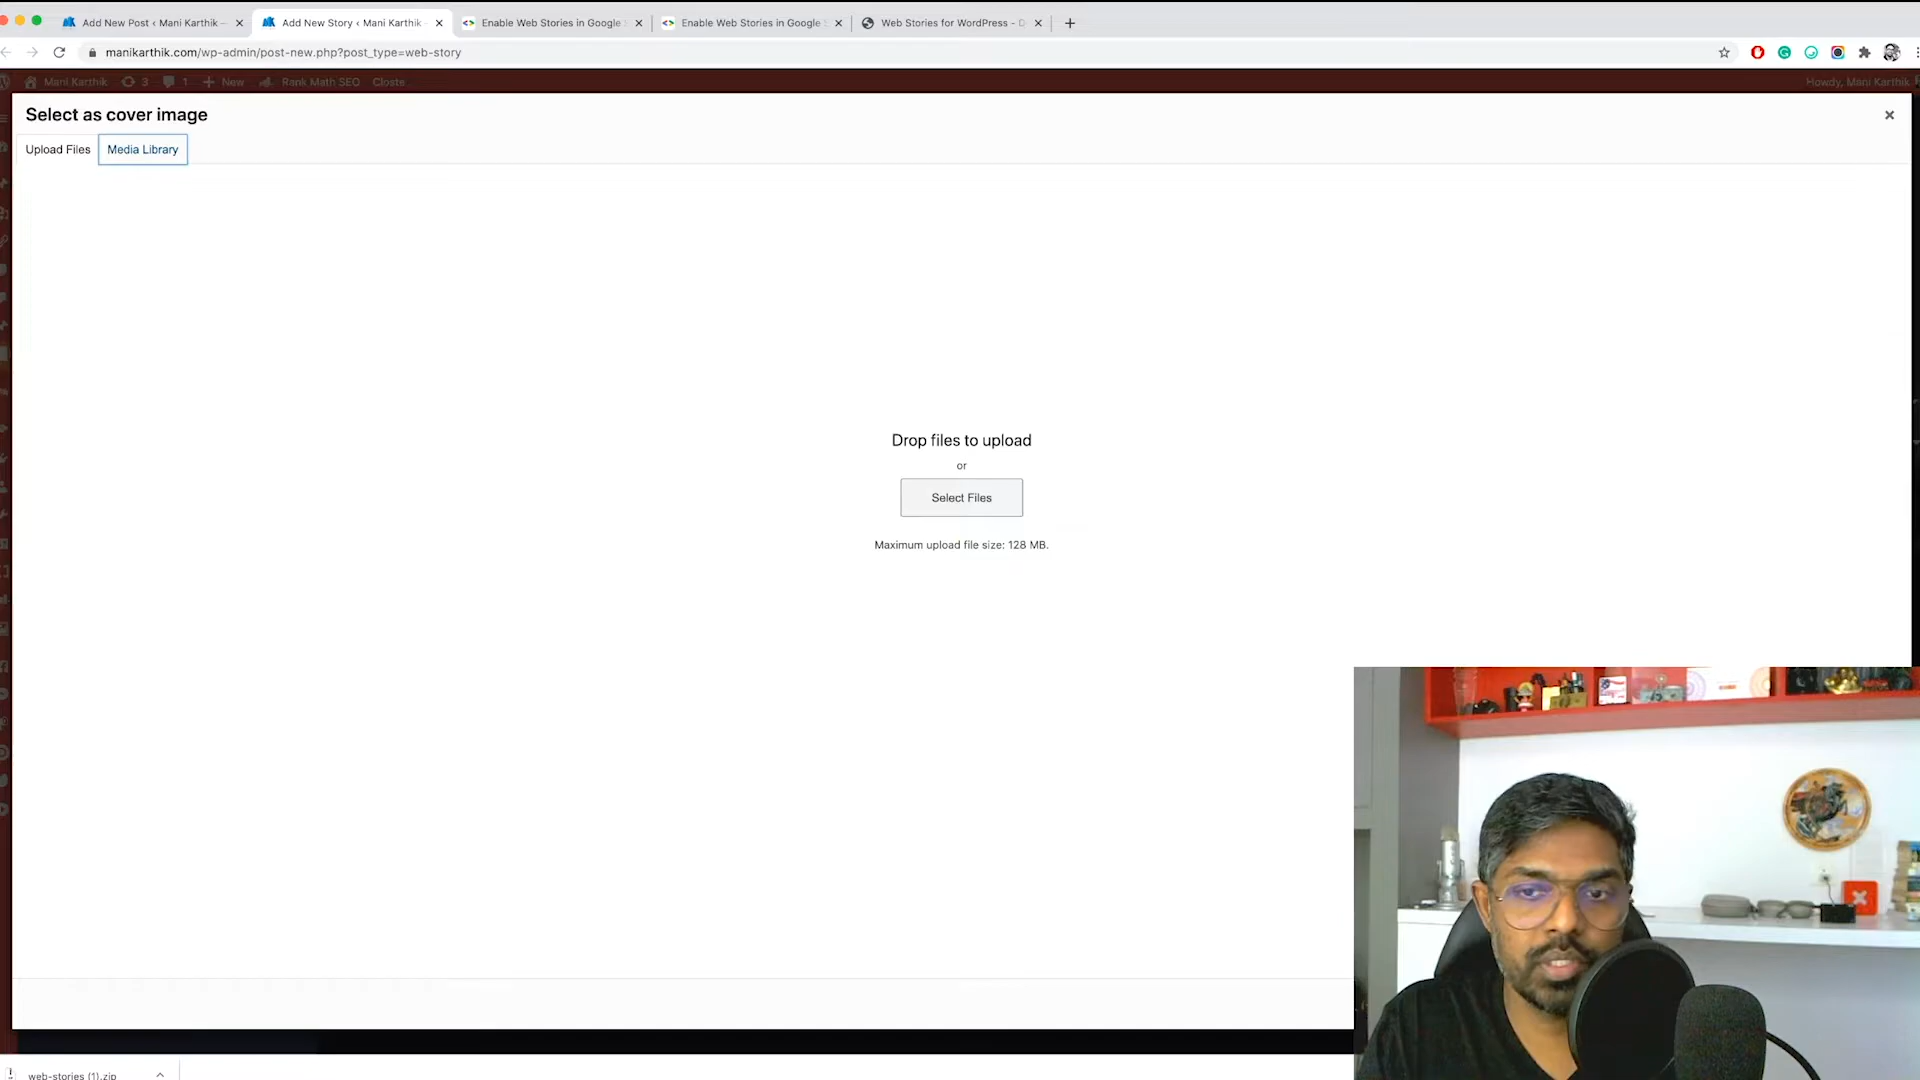 Add New Post ‹ Mani Karthik —
Add New Story ‹ Mani Karthik
Enable Web Stories in Google
Enable Web Stories in Google
Web Stories for WordPress -
manikarthik.com/wp-admin/post-new.php?post_type=web-story
Mani Karthik 3 1 New Rank Math SEO Closte Howdy, Mani Karthik
Select as cover image
Upload Files
Media Library
Drop files to upload
or
Select Files
Maximum upload file size: 128 MB.
web-stories (1).zip